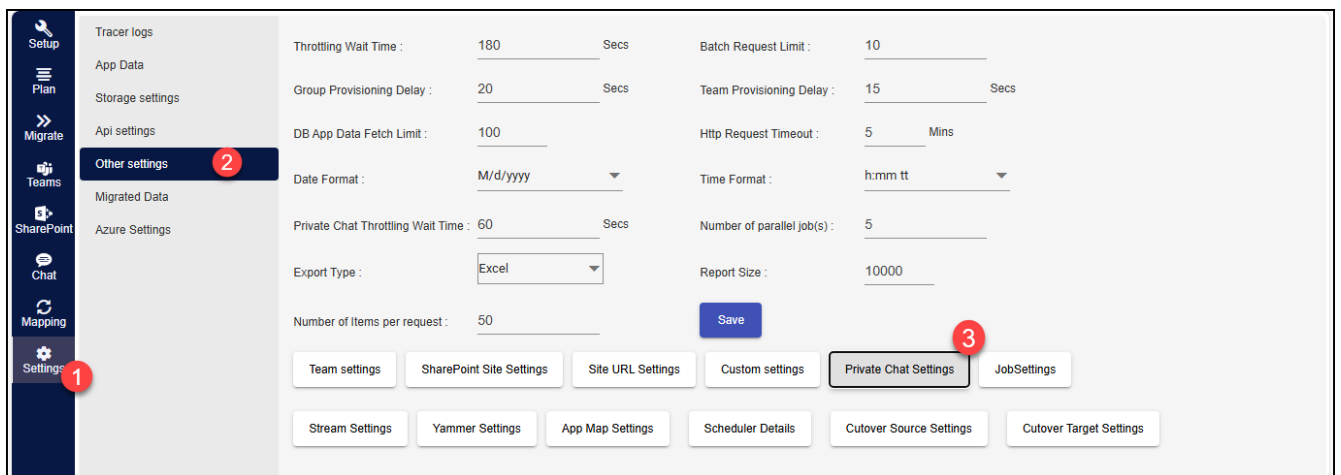 Setup
Plan
Migrate
Teams
SharePoint
Chat
Mapping
Settings 1
Tracer logs
App Data
Storage settings
Api settings
Other settings 2
Migrated Data
Azure Settings
Throttling Wait Time : 180 Secs Batch Request Limit : 10
Group Provisioning Delay : 20 Secs Team Provisioning Delay : 15 Secs
DB App Data Fetch Limit : 100 Http Request Timeout : 5 Mins
Date Format : M/d/yyyy Time Format : h:mm tt
Private Chat Throttling Wait Time : 60 Secs Number of parallel job(s) : 5
Export Type : Excel Report Size : 10000
Number of Items per request : 50 Save
3
Team settings SharePoint Site Settings Site URL Settings Custom settings Private Chat Settings JobSettings
Stream Settings Yammer Settings App Map Settings Scheduler Details Cutover Source Settings Cutover Target Settings